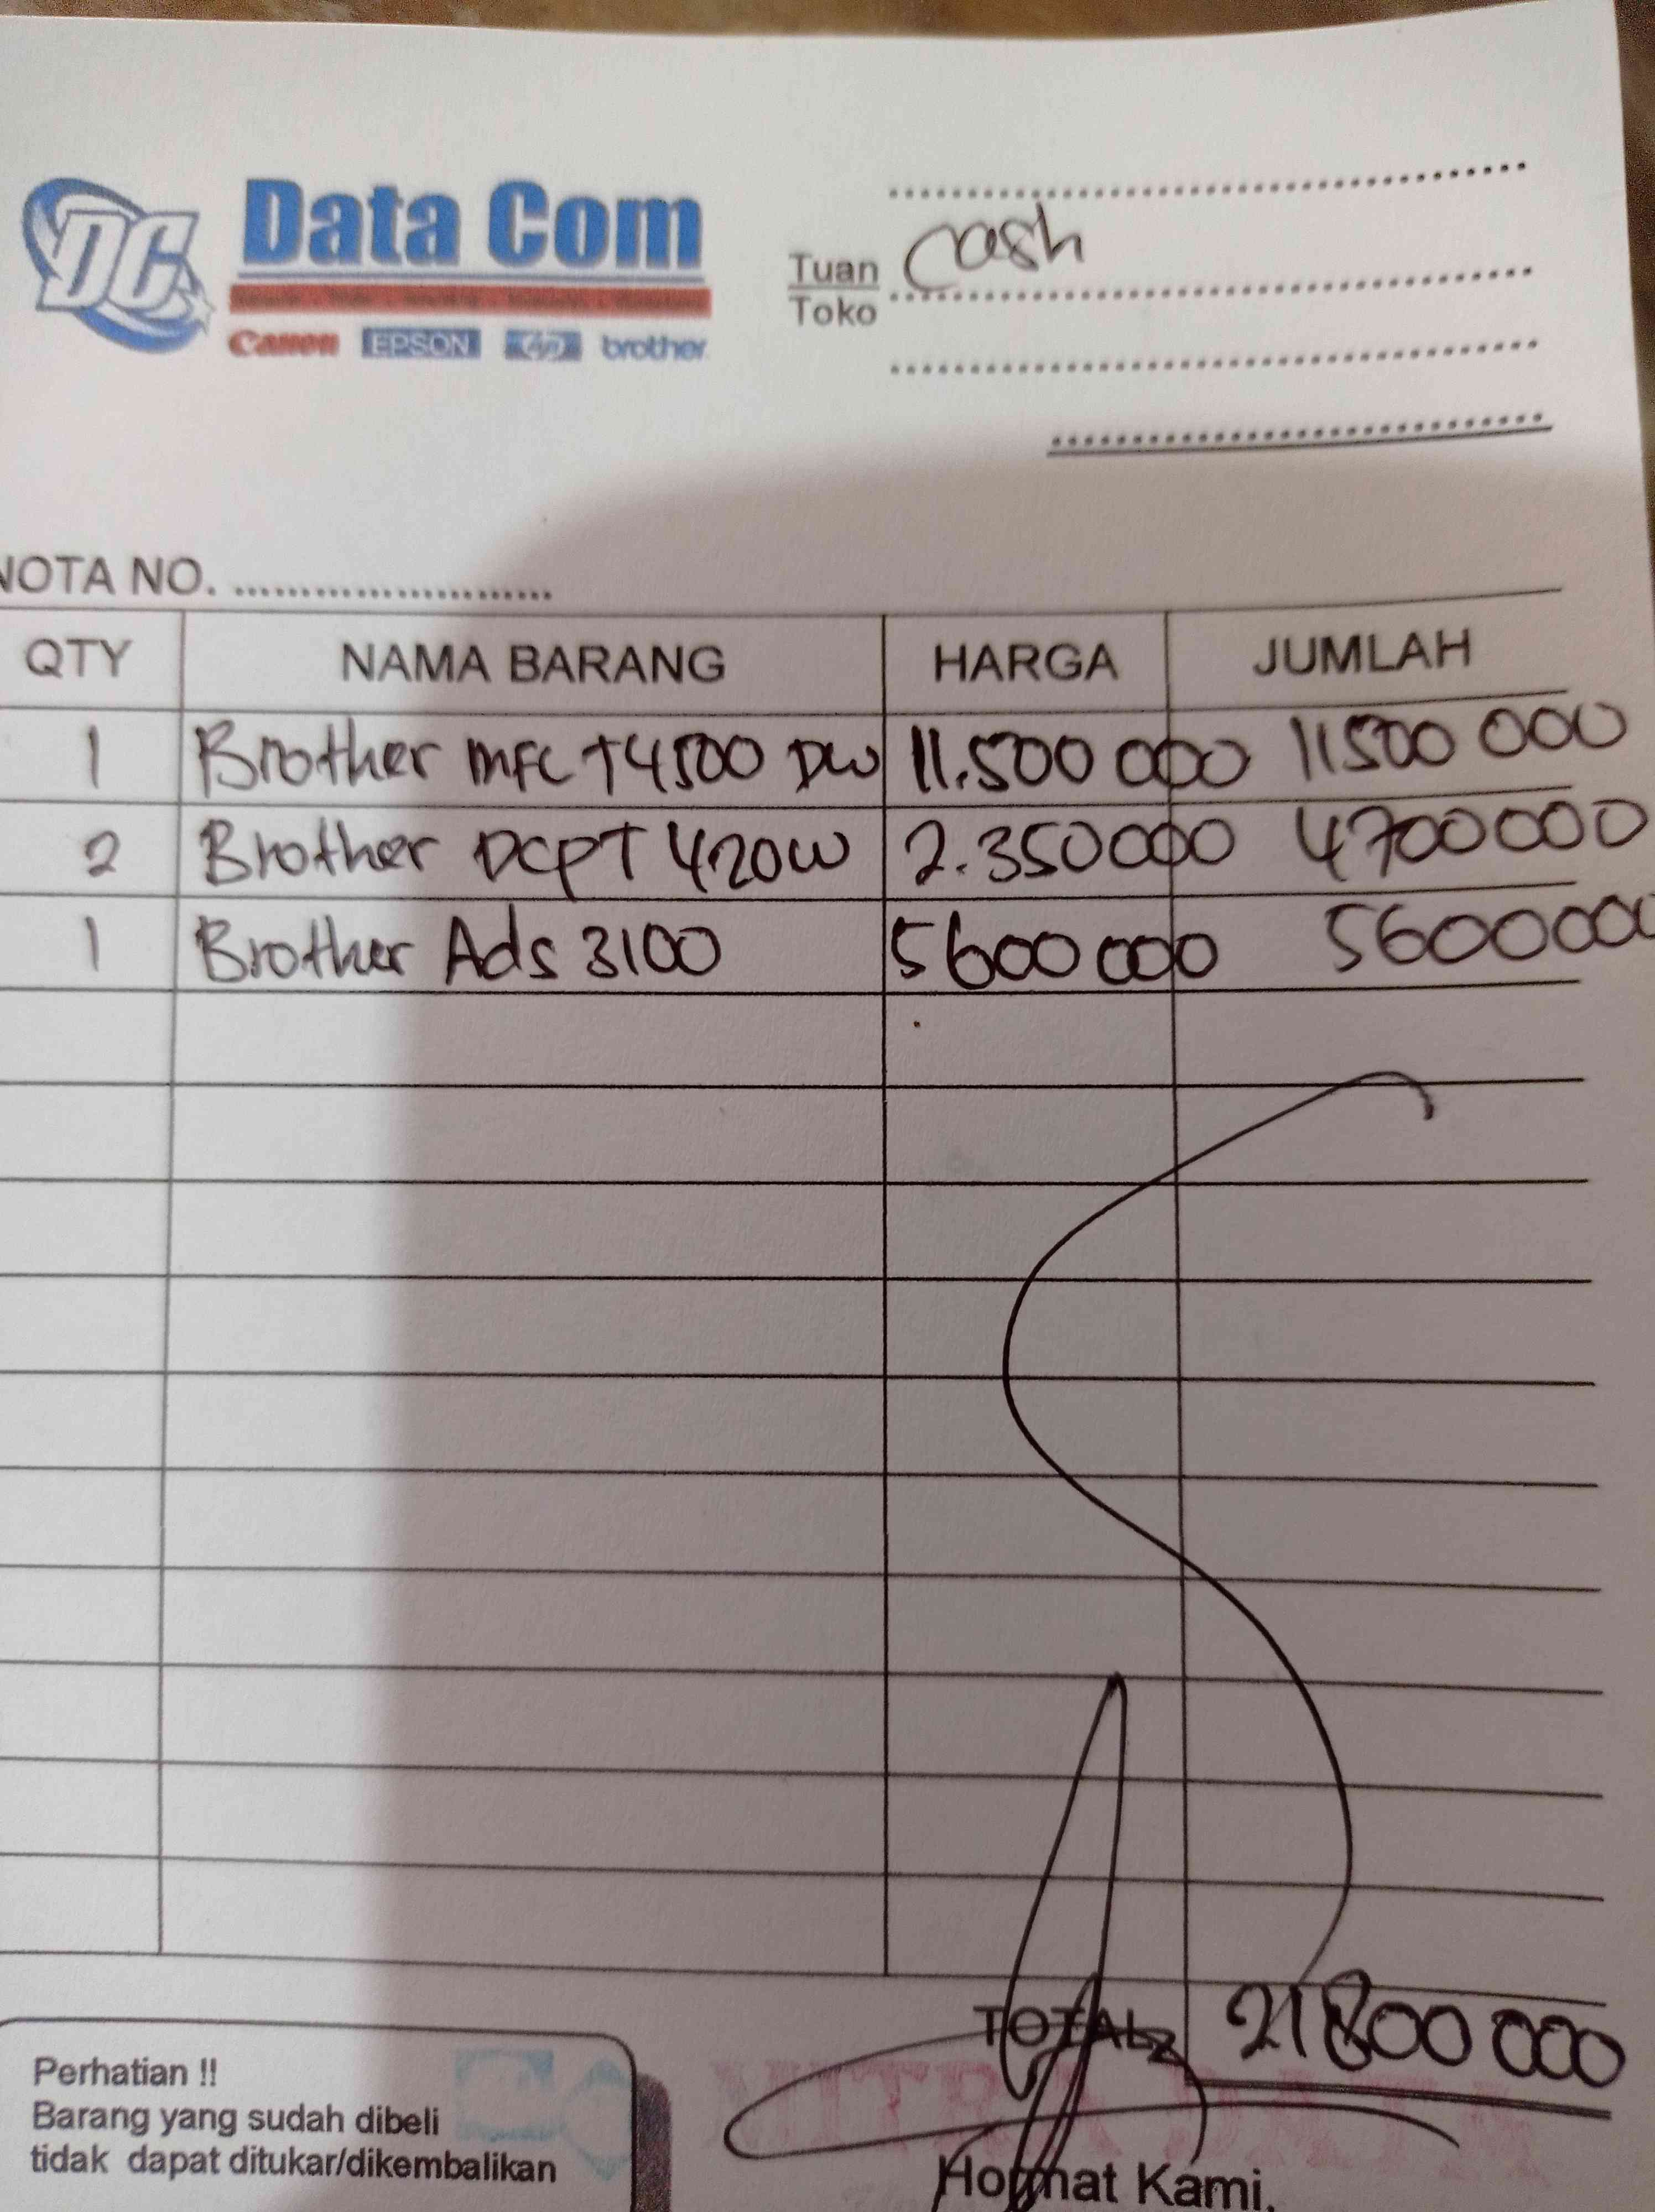 DC
Data Com
Canon EPSON hp brother
Cash
Tuan
Toko
NOTA NO.
QTY NAMA BARANG HARGA JUMLAH
1 Brother MFC T4500 DW 11.500 000 11500 000
2 Brother DCPT 420W 2.350000 4700000
1 Brother Ads 3100 5600 000 5600000
TOTAL 21800 000
Perhatian !!
Barang yang sudah dibeli
tidak dapat ditukar/dikembalikan
Hormat Kami,